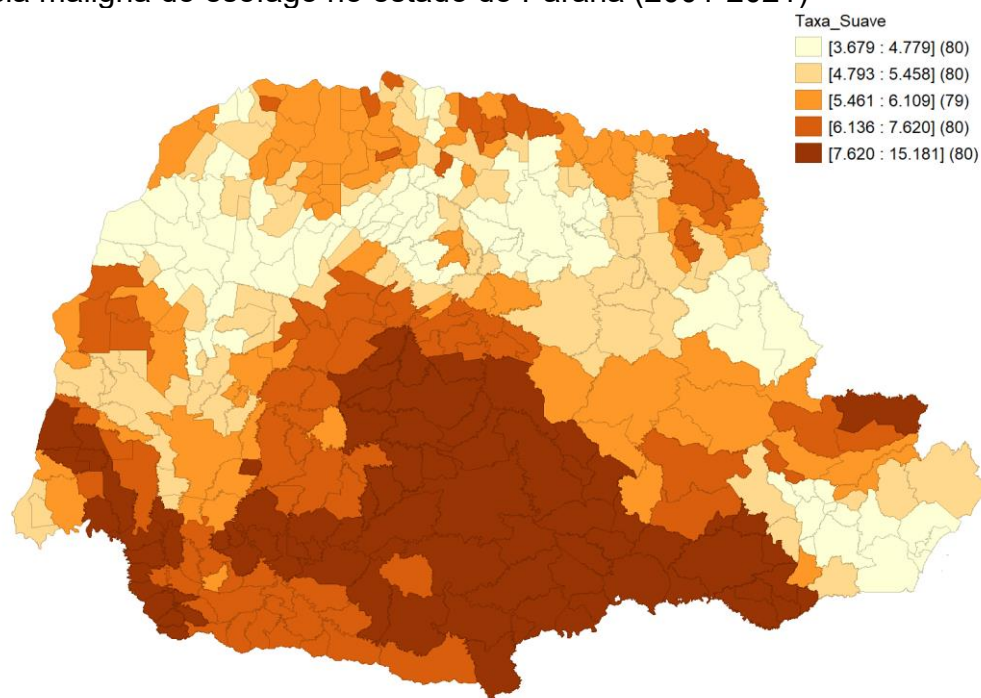 maligna do esôfago no estado do Paraná (2001-2021)
Taxa_Suave
[3.679 : 4.779] (80)
[4.793 : 5.458] (80)
[5.461 : 6.109] (79)
[6.136 : 7.620] (80)
[7.620 : 15.181] (80)